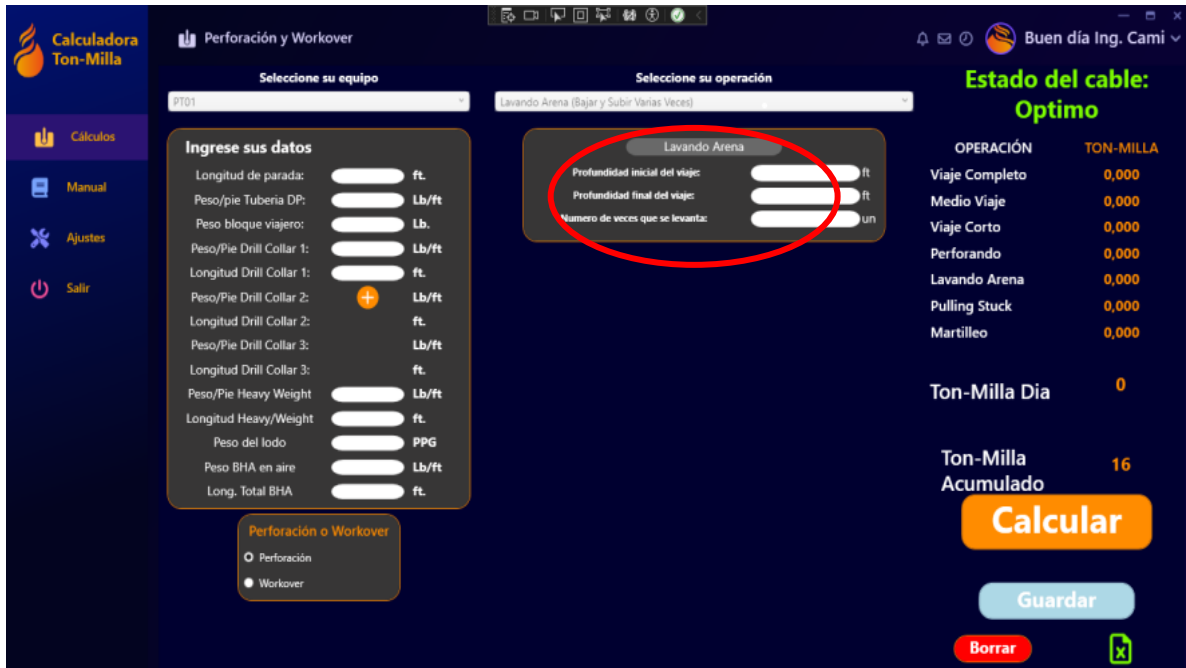 Calculadora
Ton-Milla
Perforación y Workover
Buen día Ing. Cami
Cálculos
Manual
Ajustes
Salir
Seleccione su equipo
PT01
Ingrese sus datos
Longitud de parada: ft.
Peso/pie Tuberia DP: Lb/ft
Peso bloque viajero: Lb.
Peso/Pie Drill Collar 1: Lb/ft
Longitud Drill Collar 1: ft.
Peso/Pie Drill Collar 2: + Lb/ft
Longitud Drill Collar 2: ft.
Peso/Pie Drill Collar 3: Lb/ft
Longitud Drill Collar 3: ft.
Peso/Pie Heavy Weight Lb/ft
Longitud Heavy/Weight ft.
Peso del lodo PPG
Peso BHA en aire Lb/ft
Long. Total BHA ft.
Perforación o Workover
Perforación
Workover
Seleccione su operación
Lavando Arena (Bajar y Subir Varias Veces)
Lavando Arena
Profundidad inicial del viaje: ft
Profundidad final del viaje: ft
Numero de veces que se levanta: un
Estado del cable:
Optimo
OPERACIÓN TON-MILLA
Viaje Completo 0,000
Medio Viaje 0,000
Viaje Corto 0,000
Perforando 0,000
Lavando Arena 0,000
Pulling Stuck 0,000
Martilleo 0,000
Ton-Milla Dia 0
Ton-Milla
Acumulado 16
Calcular
Guardar
Borrar